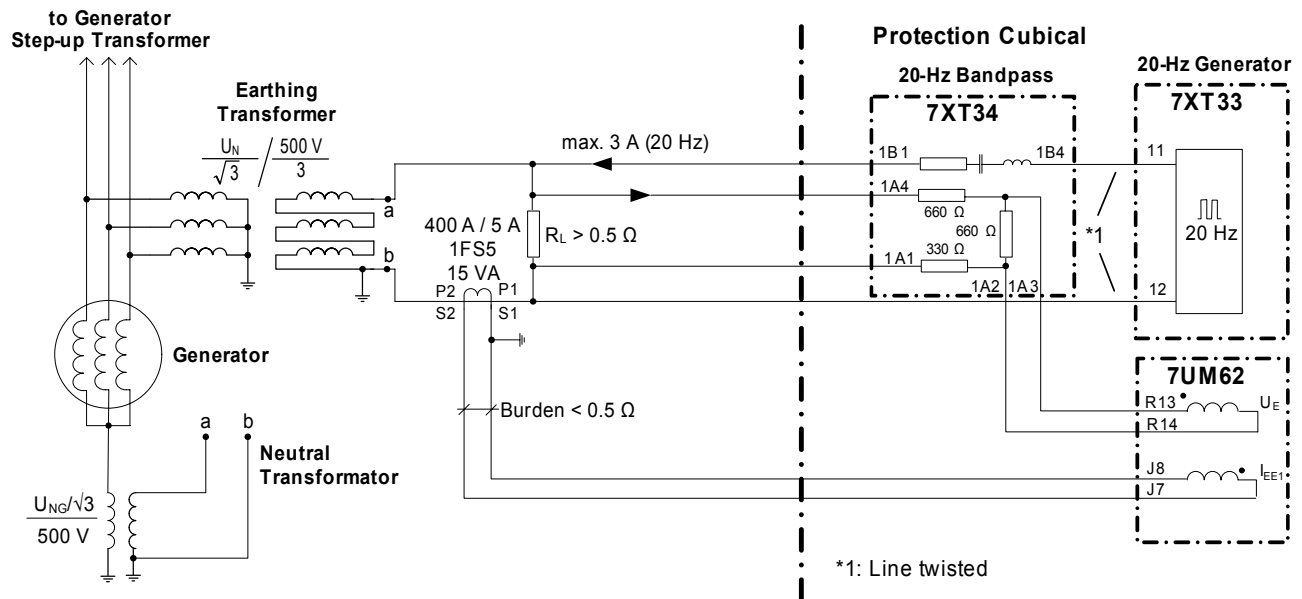 to Generator
Step-up Transformer
Earthing
Transformer
U_N
√3
/
500 V
3
a
b
400 A / 5 A
1FS5
15 VA
P2
P1
S2
S1
R_L > 0.5 Ω
max. 3 A (20 Hz)
Generator
Burden < 0.5 Ω
a
b
Neutral
Transformator
U_NG/√3
500 V
Protection Cubical
20-Hz Bandpass
7XT34
1B1
1B4
1A4
660 Ω
660 Ω
330 Ω
1A1
1A2
1A3
*1
20-Hz Generator
7XT33
11
20 Hz
12
7UM62
R13
U_E
R14
J8
I_EE1
J7
*1: Line twisted